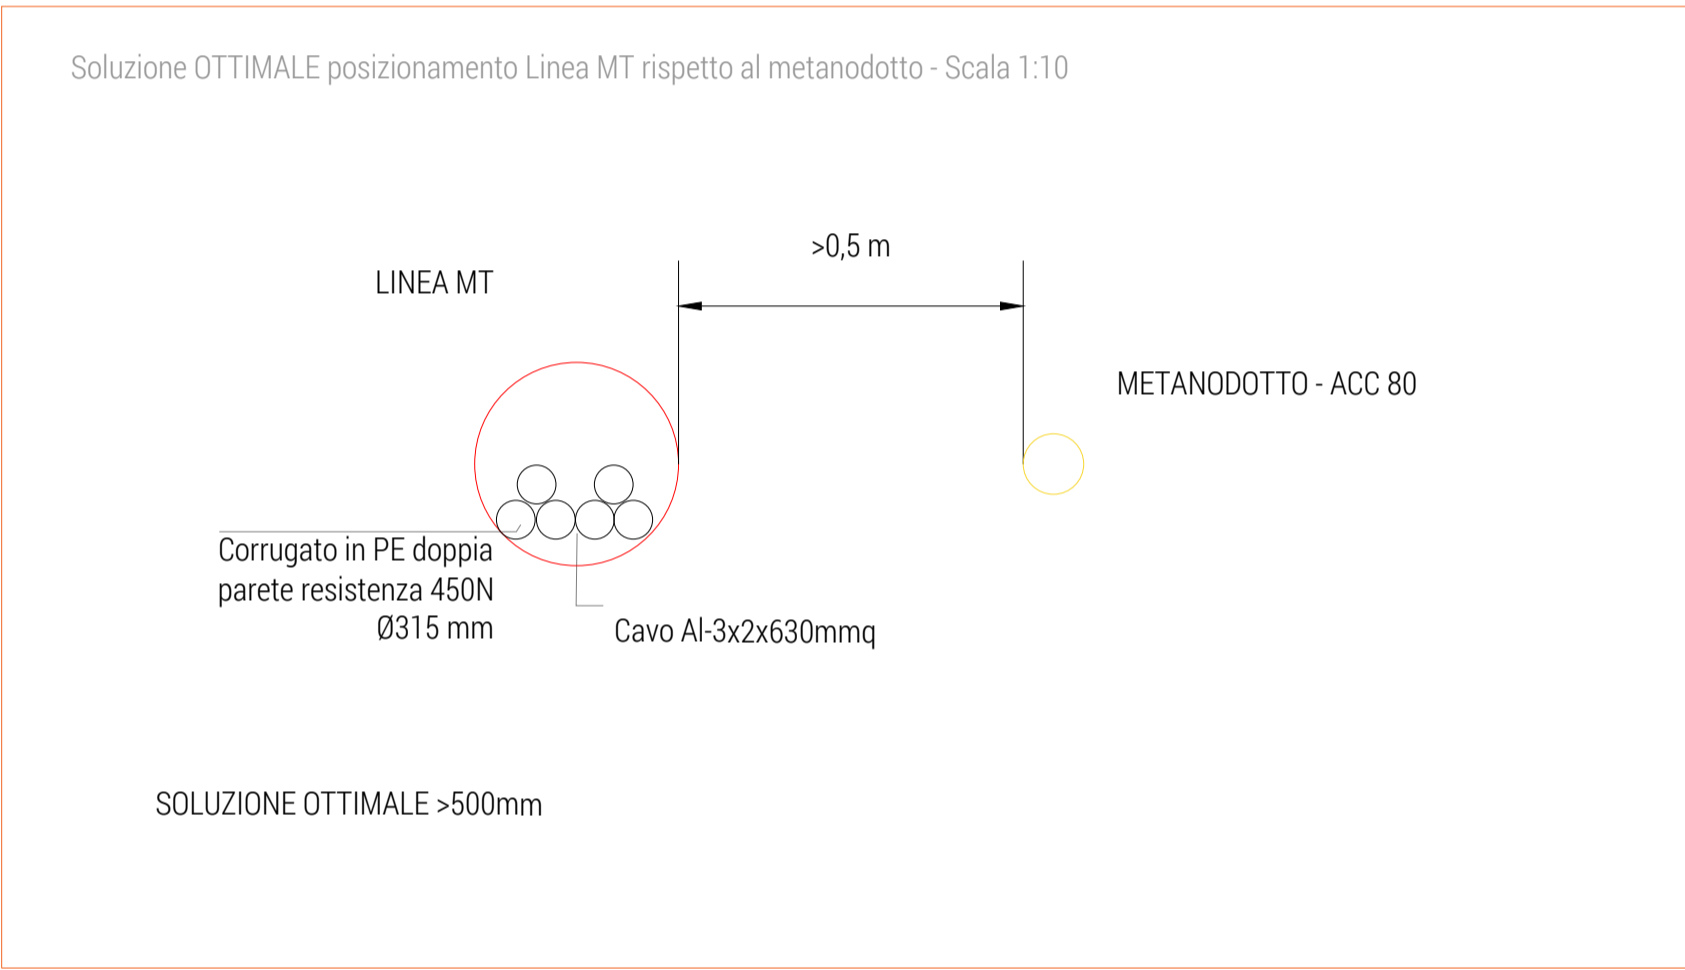 Soluzione OTTIMALE posizionamento Linea MT rispetto al metanodotto - Scala 1:10
>0,5 m
LINEA MT
METANODOTTO - ACC 80
Corrugato in PE doppia
parete resistenza 450N
Ø315 mm
Cavo Al-3x2x630mmq
SOLUZIONE OTTIMALE >500mm